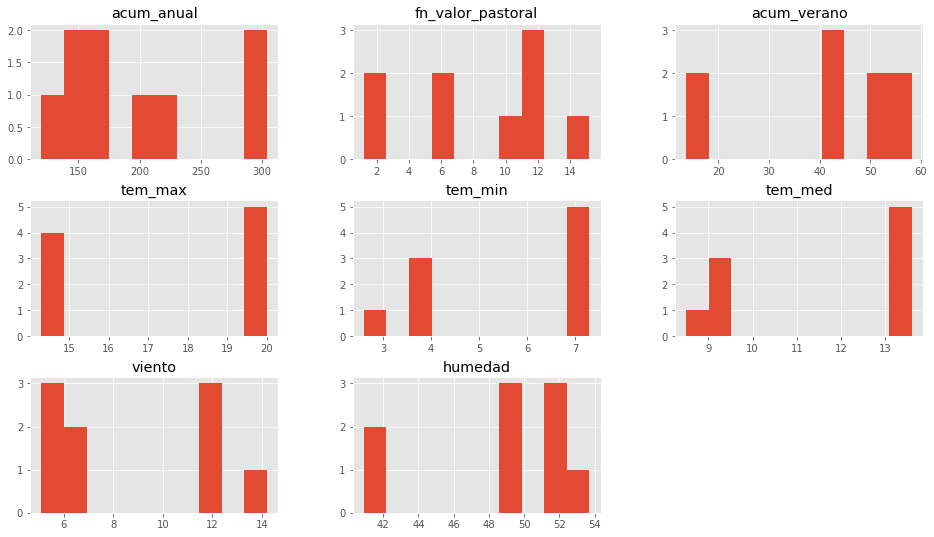 acum_anual fn_valor_pastoral acum_verano
2.0 3 3
1.5
2 2
1.0
1 1
0.5
0.0 0 0
150 200 250 300 2 4 6 8 10 12 14 20 30 40 50 60
tem_max tem_min tem_med
5 5 5
4 4 4
3 3 3
2 2 2
1 1 1
0 0 0
15 16 17 18 19 20 3 4 5 6 7 9 10 11 12 13
viento humedad
3 3
2 2
1 1
0 0
6 8 10 12 14 42 44 46 48 50 52 54